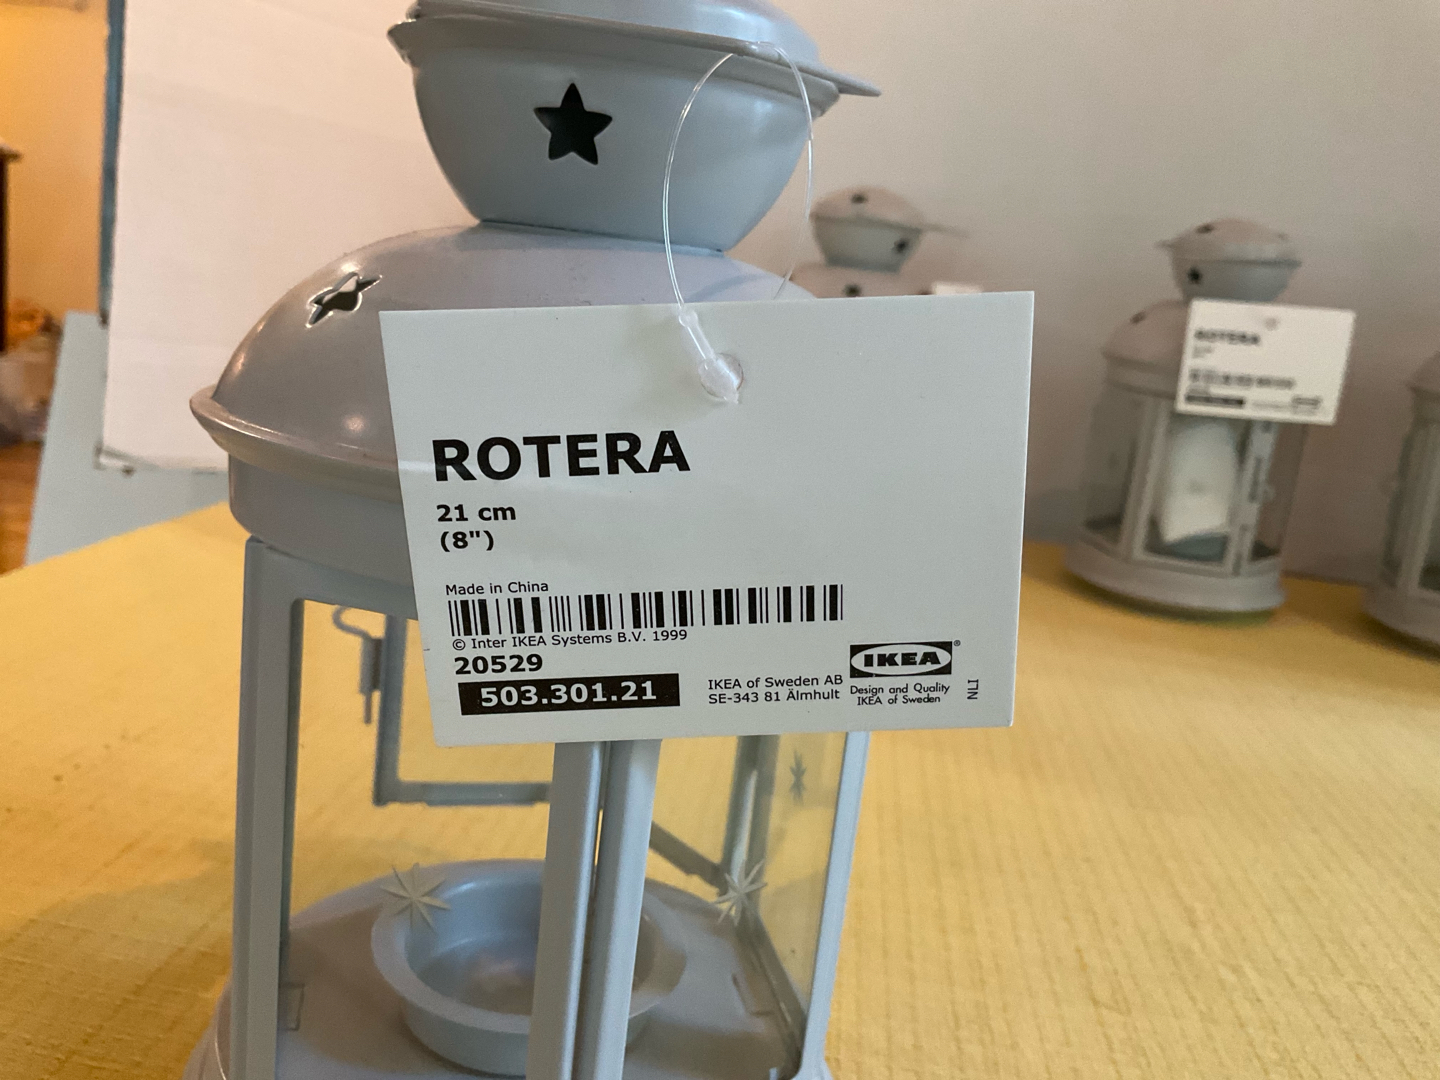 ROTERA
21 cm
(8")
Made in China
© Inter IKEA Systems B.V. 1999
20529
503.301.21
IKEA of Sweden AB
SE-343 81 Älmhult
IKEA®
Design and Quality
IKEA of Sweden
NLT
ROTERA